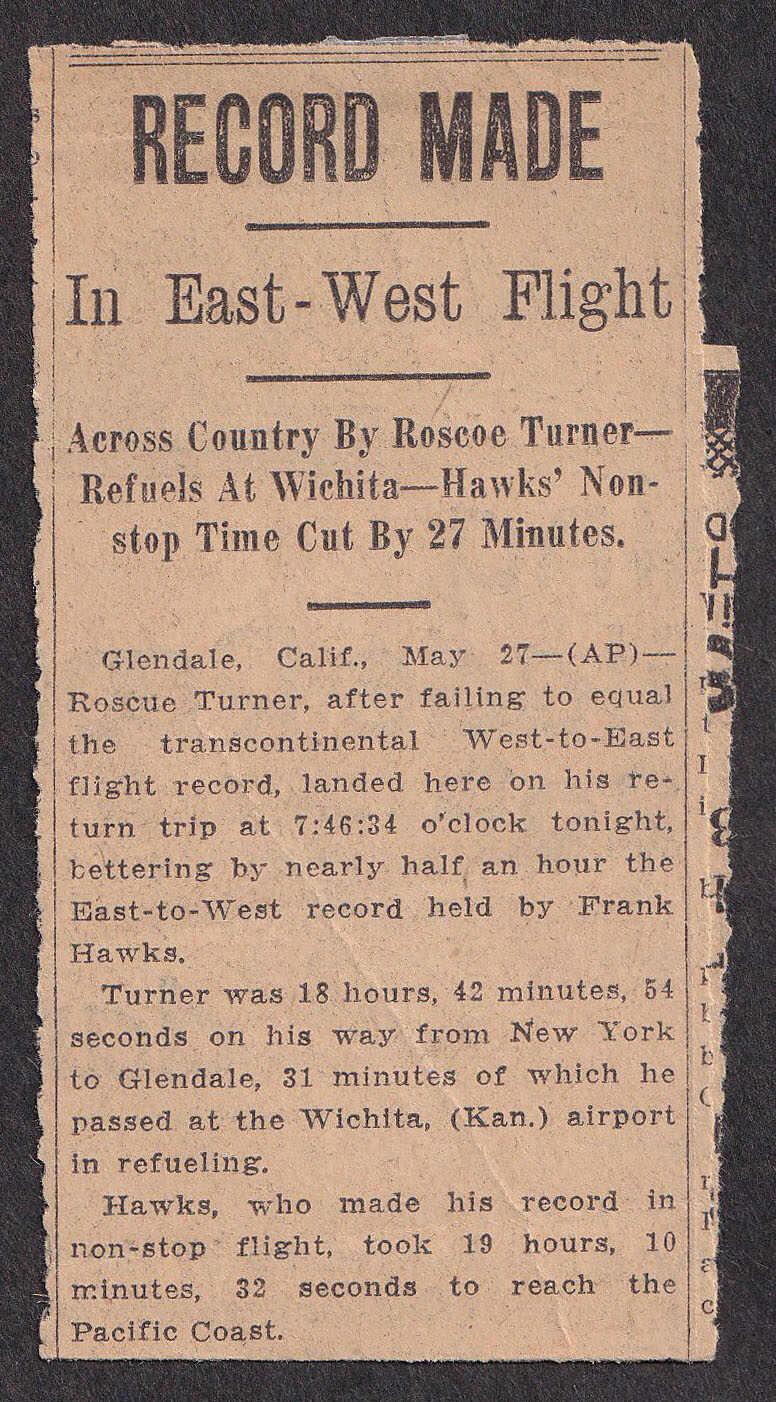 RECORD MADE
In East-West Flight
Across Country By Roscoe Turner—
Refuels At Wichita—Hawks' Non-
stop Time Cut By 27 Minutes.
Glendale, Calif., May 27—(AP)—
Roscue Turner, after failing to equal
the transcontinental West-to-East
flight record, landed here on his re-
turn trip at 7:46:34 o'clock tonight,
bettering by nearly half an hour the
East-to-West record held by Frank
Hawks.
Turner was 18 hours, 42 minutes, 54
seconds on his way from New York
to Glendale, 31 minutes of which he
passed at the Wichita, (Kan.) airport
in refueling.
Hawks, who made his record in
non-stop flight, took 19 hours, 10
minutes, 32 seconds to reach the
Pacific Coast.